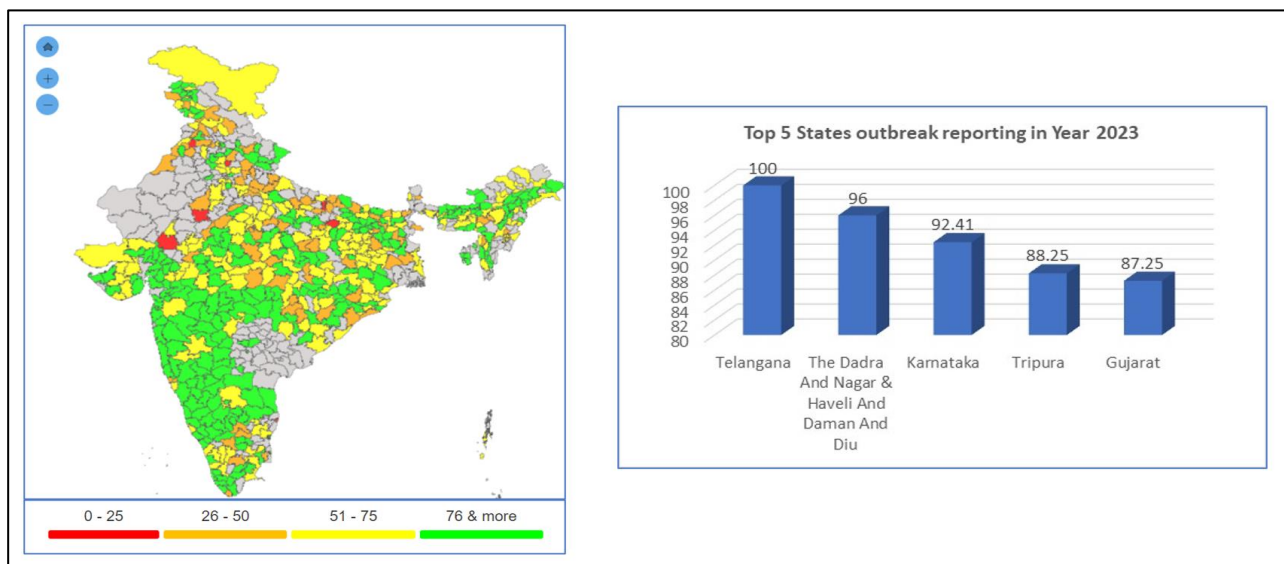 0 - 25
26 - 50
51 - 75
76 & more
Top 5 States outbreak reporting in Year 2023
100
98
96
94
92
90
88
86
84
82
80
100
96
92.41
88.25
87.25
Telangana
The Dadra
And Nagar &
Haveli And
Daman And
Diu
Karnataka
Tripura
Gujarat